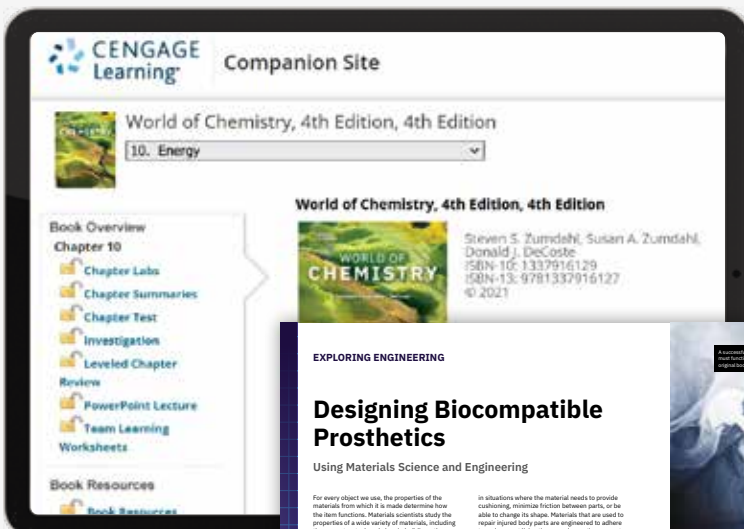 CENGAGE
Learning
Companion Site
World of Chemistry, 4th Edition, 4th Edition
10. Energy
Book Overview
Chapter 10
Chapter Labs
Chapter Summaries
Chapter Test
Investigation
Leveled Chapter
Review
PowerPoint Lecture
Team Learning
Worksheets
Book Resources
Book Resources
World of Chemistry, 4th Edition, 4th Edition
WORLD OF
CHEMISTRY
Steven S. Zumdahl, Susan A. Zumdahl,
Donald J. DeCoste
ISBN-10: 1337916129
ISBN-13: 9781337916127
© 2021
EXPLORING ENGINEERING
Designing Biocompatible
Prosthetics
Using Materials Science and Engineering
For every object we use, the properties of the
materials from which it is made determine how
the item functions. Materials scientists study the
properties of a wide variety of materials, including
in situations where the material needs to provide
cushioning, minimize friction between parts, or be
able to change its shape. Materials that are used to
repair injured body parts are engineered to adhere
A successful
must
original